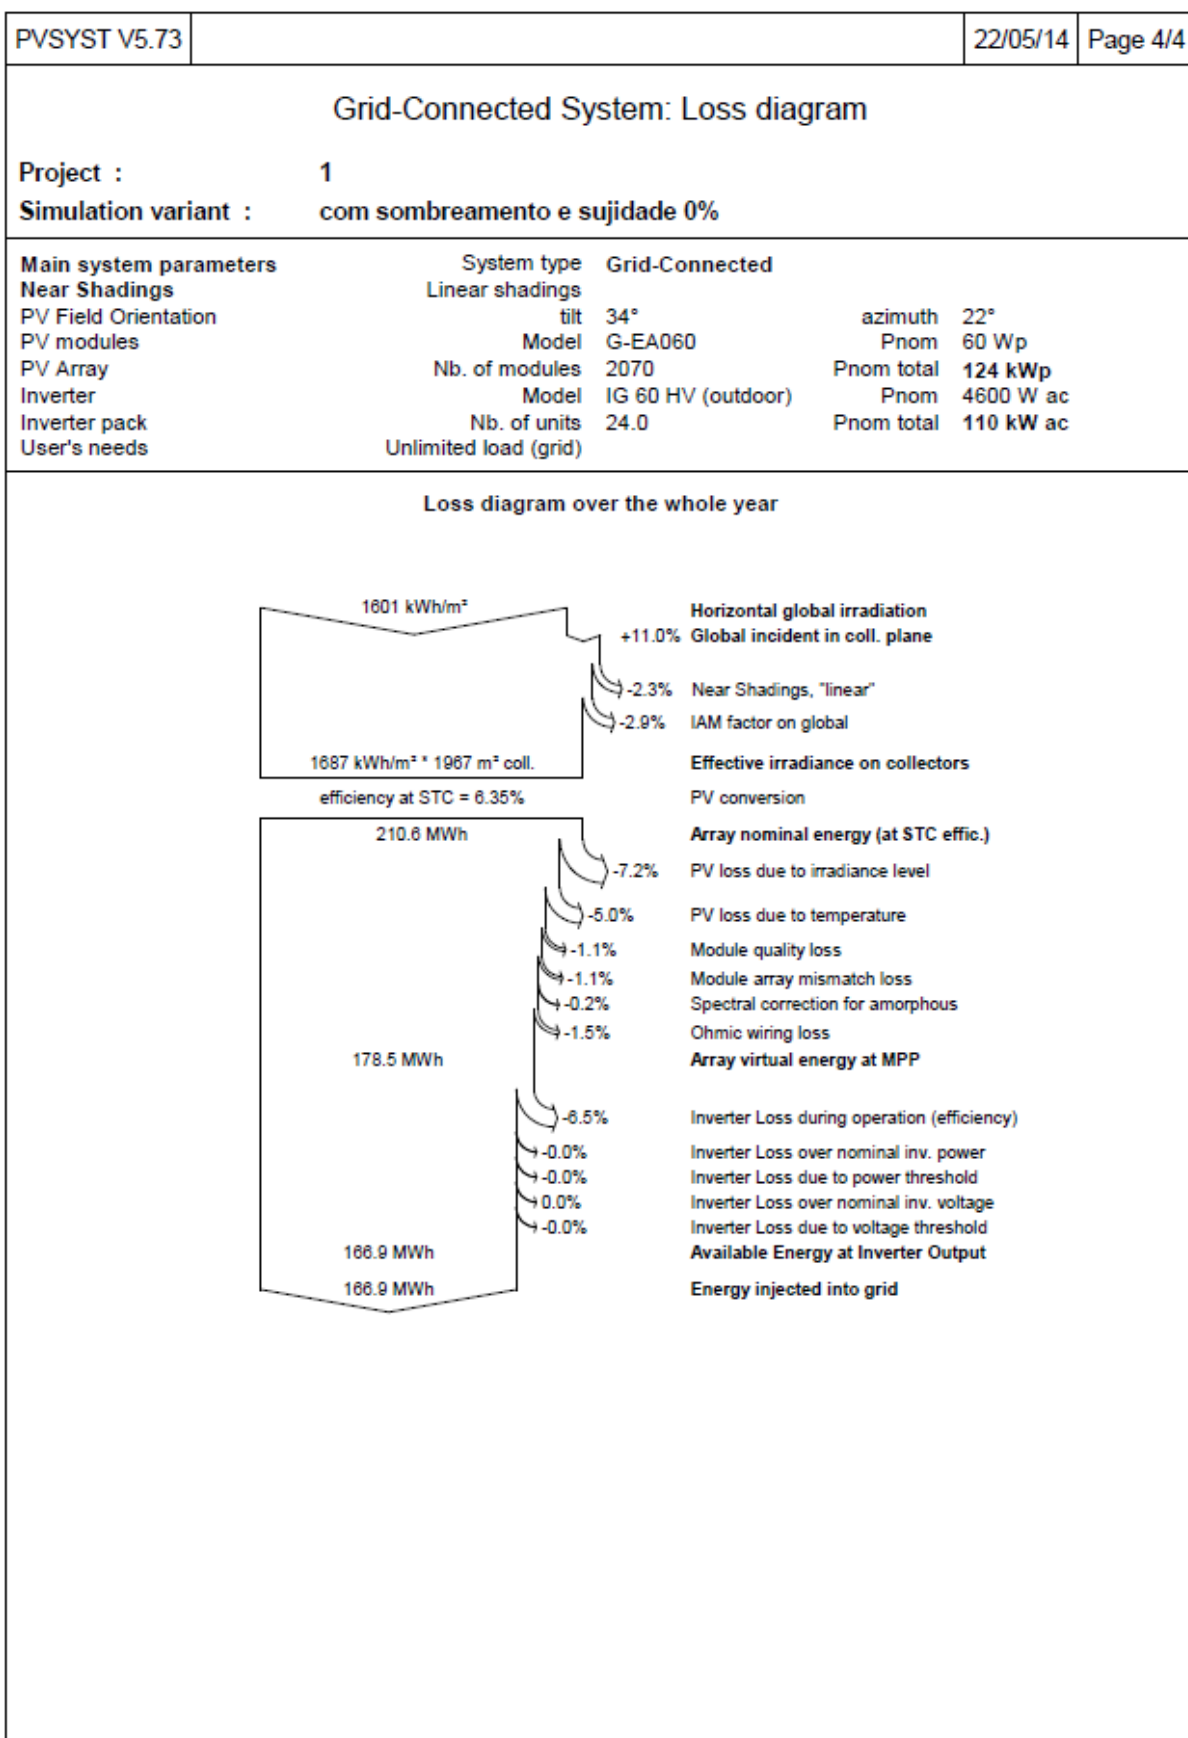 PVSYST V5.73 22/05/14 Page 4/4
Grid-Connected System: Loss diagram
Project : 1
Simulation variant : com sombreamento e sujidade 0%
Main system parameters System type Grid-Connected
Near Shadings Linear shadings
PV Field Orientation tilt 34° azimuth 22°
PV modules Model G-EA060 Pnom 60 Wp
PV Array Nb. of modules 2070 Pnom total 124 kWp
Inverter Model IG 60 HV (outdoor) Pnom 4600 W ac
Inverter pack Nb. of units 24.0 Pnom total 110 kW ac
User's needs Unlimited load (grid)
Loss diagram over the whole year
1601 kWh/m² Horizontal global irradiation
+11.0% Global incident in coll. plane
-2.3% Near Shadings, "linear"
-2.9% IAM factor on global
1687 kWh/m² * 1967 m² coll. Effective irradiance on collectors
efficiency at STC = 6.35% PV conversion
210.6 MWh Array nominal energy (at STC effic.)
-7.2% PV loss due to irradiance level
-5.0% PV loss due to temperature
-1.1% Module quality loss
-1.1% Module array mismatch loss
-0.2% Spectral correction for amorphous
-1.5% Ohmic wiring loss
178.5 MWh Array virtual energy at MPP
-6.5% Inverter Loss during operation (efficiency)
-0.0% Inverter Loss over nominal inv. power
-0.0% Inverter Loss due to power threshold
0.0% Inverter Loss over nominal inv. voltage
-0.0% Inverter Loss due to voltage threshold
166.9 MWh Available Energy at Inverter Output
166.9 MWh Energy injected into grid